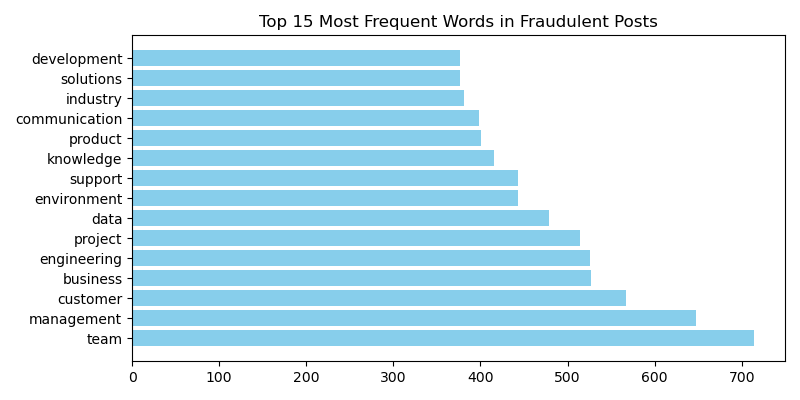 Top 15 Most Frequent Words in Fraudulent Posts
development
solutions
industry
communication
product
knowledge
support
environment
data
project
engineering
business
customer
management
team
0 100 200 300 400 500 600 700